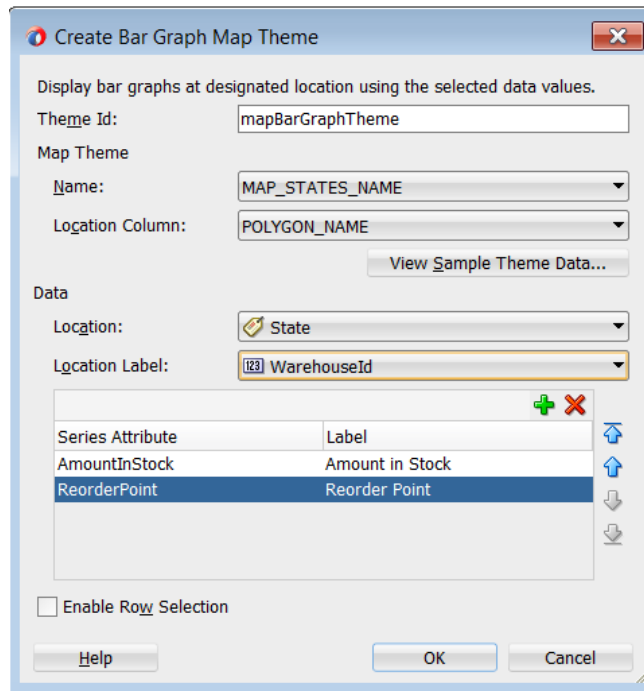 Create Bar Graph Map Theme
Display bar graphs at designated location using the selected data values.
Theme Id: mapBarGraphTheme
Map Theme
Name: MAP_STATES_NAME
Location Column: POLYGON_NAME
View Sample Theme Data...
Data
Location: State
Location Label: 123 WarehouseId
Series Attribute Label
AmountInStock Amount in Stock
ReorderPoint Reorder Point
Enable Row Selection
Help OK Cancel